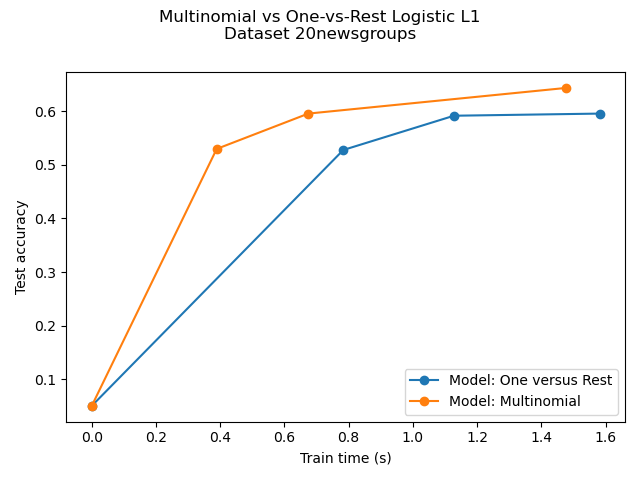 Multinomial vs One-vs-Rest Logistic L1
Dataset 20newsgroups
Test accuracy
0.6
0.5
0.4
0.3
0.2
0.1
0.0 0.2 0.4 0.6 0.8 1.0 1.2 1.4 1.6
Train time (s)
Model: One versus Rest
Model: Multinomial